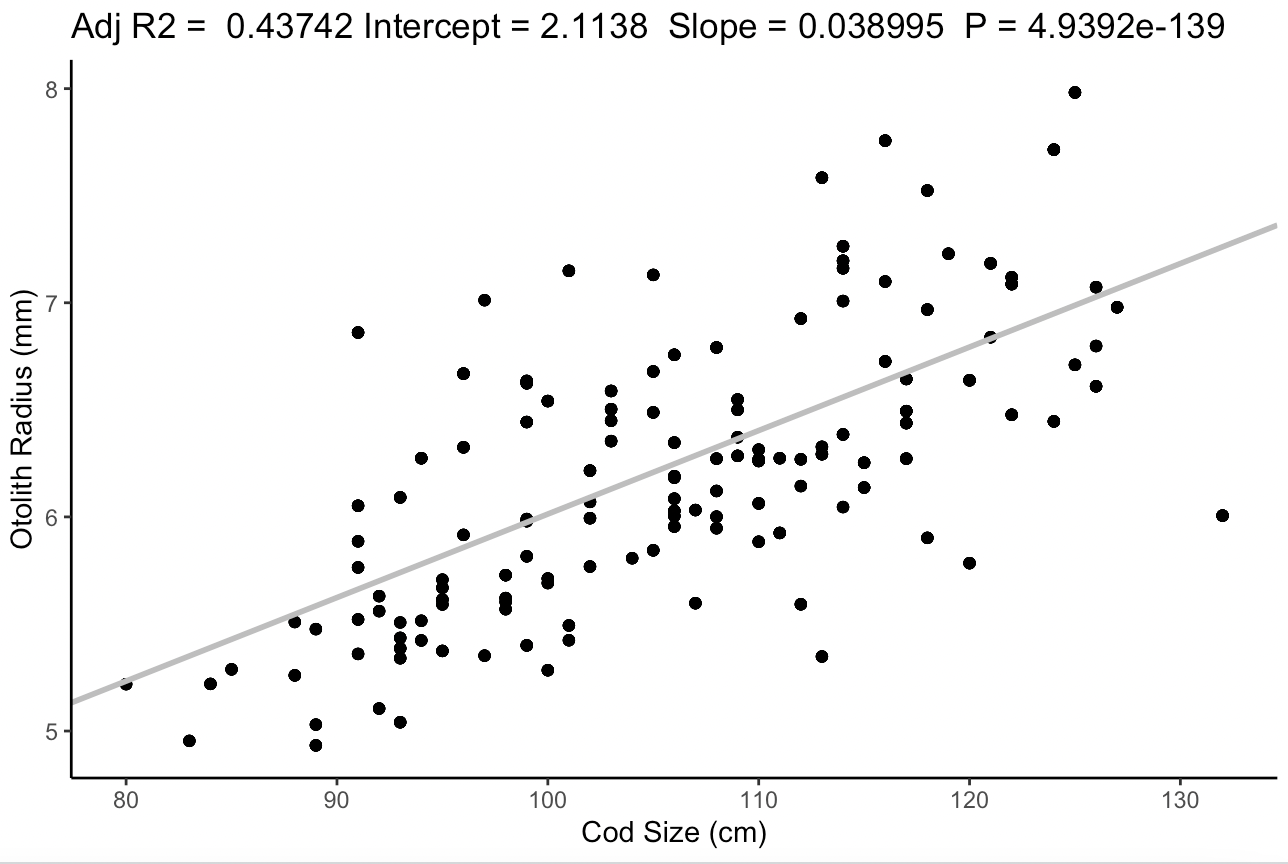 Adj R2 =  0.43742 Intercept = 2.1138  Slope = 0.038995  P = 4.9392e-139
8
7
6
5
Otolith Radius (mm)
80 90 100 110 120 130
Cod Size (cm)